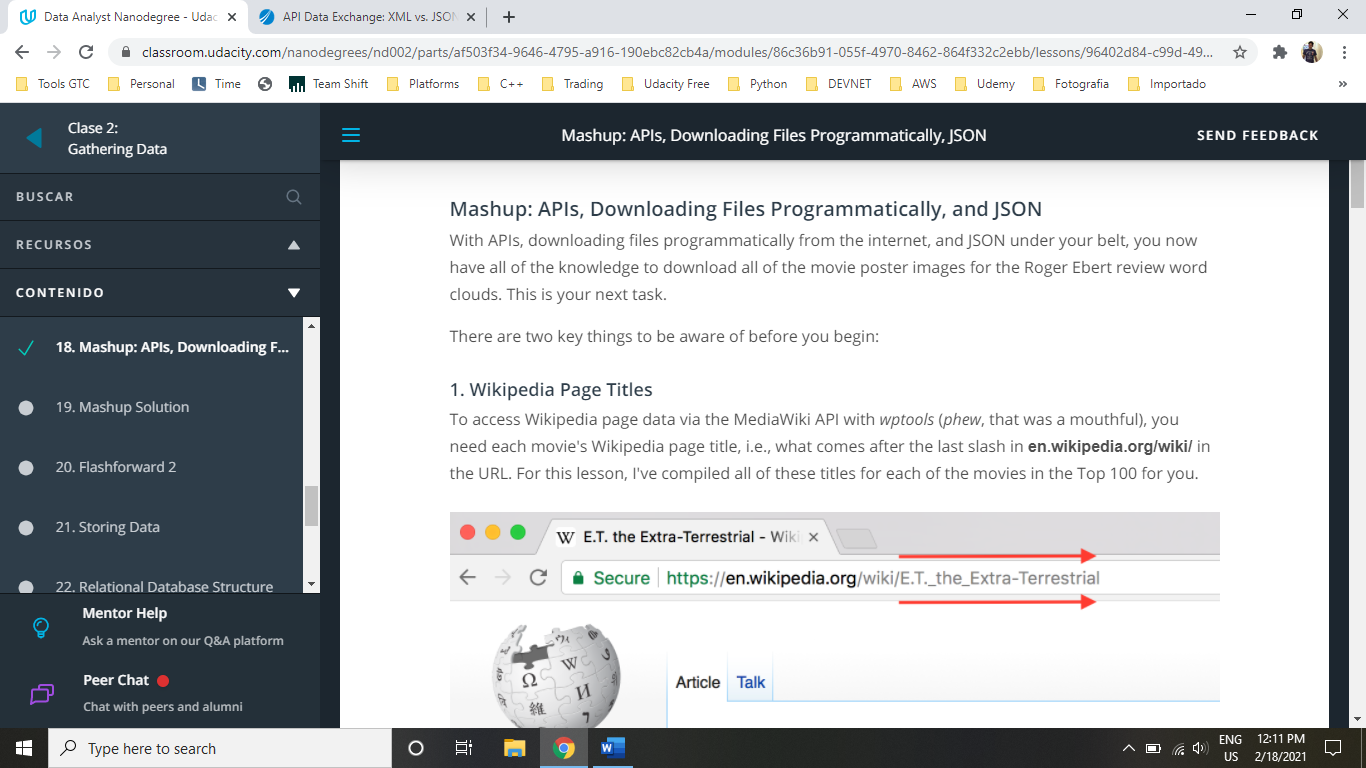 Data Analyst Nanodegree - Udac
API Data Exchange: XML vs. JSON
classroom.udacity.com/nanodegrees/nd002/parts/af503f34-9646-4795-a916-190ebc82cb4a/modules/86c36b91-055f-4970-8462-864f332c2ebb/lessons/96402d84-c99d-49...
Tools GTC Personal Time Team Shift Platforms C++ Trading Udacity Free Python DEVNET AWS Udemy Fotografia Importado »
Clase 2:
Gathering Data
BUSCAR
RECURSOS
CONTENIDO
18. Mashup: APIs, Downloading F...
19. Mashup Solution
20. Flashforward 2
21. Storing Data
22. Relational Database Structure
Mentor Help
Ask a mentor on our Q&A platform
Peer Chat
Chat with peers and alumni
Mashup: APIs, Downloading Files Programmatically, JSON
SEND FEEDBACK
Mashup: APIs, Downloading Files Programmatically, and JSON
With APIs, downloading files programmatically from the internet, and JSON under your belt, you now
have all of the knowledge to download all of the movie poster images for the Roger Ebert review word
clouds. This is your next task.
There are two key things to be aware of before you begin:
1. Wikipedia Page Titles
To access Wikipedia page data via the MediaWiki API with wptools (phew, that was a mouthful), you
need each movie's Wikipedia page title, i.e., what comes after the last slash in en.wikipedia.org/wiki/ in
the URL. For this lesson, I've compiled all of these titles for each of the movies in the Top 100 for you.
W E.T. the Extra-Terrestrial - Wiki
Secure https://en.wikipedia.org/wiki/E.T._the_Extra-Terrestrial
W
Ω
И
維
Article Talk
Type here to search
W
ENG
US
12:11 PM
2/18/2021